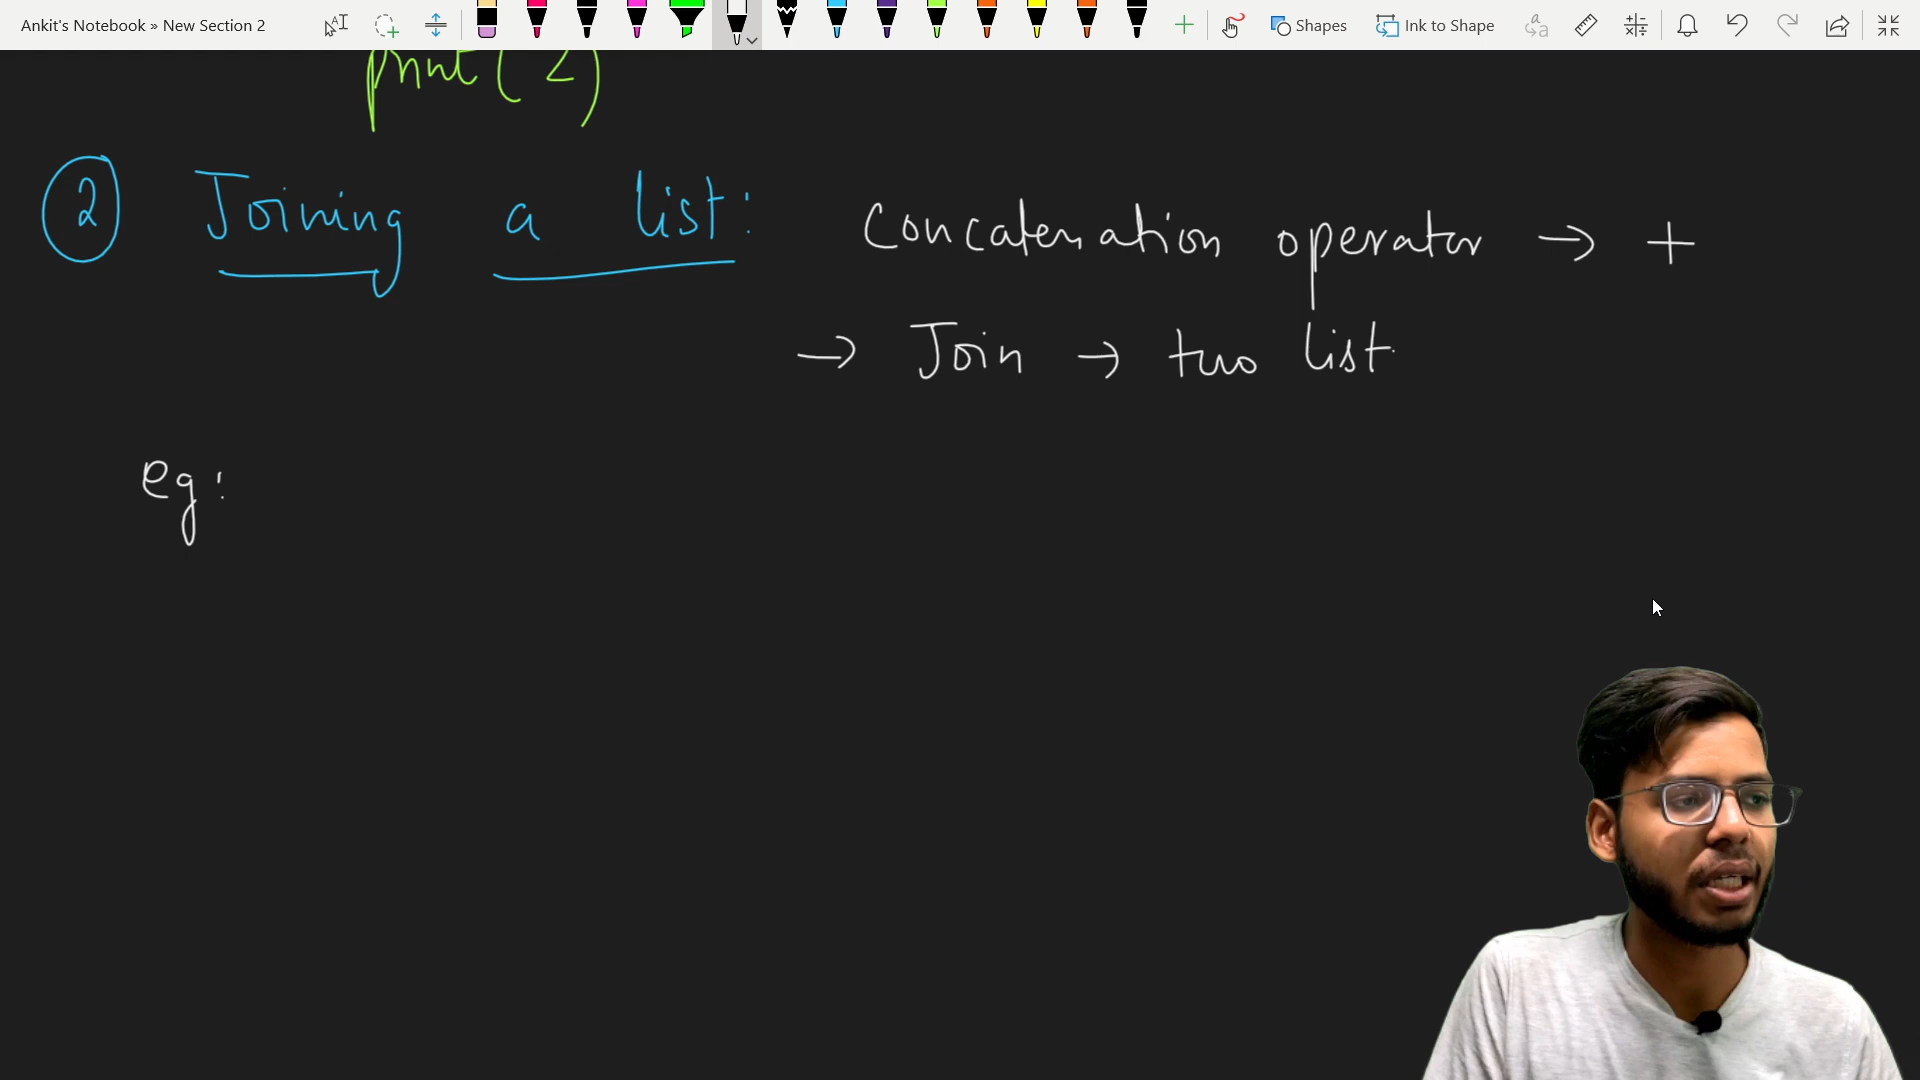 Ankit's Notebook » New Section 2 Shapes Ink to Shape
print( 2)
② Joining a list: Concatenation operator → +
→ Join → two list.
eg: